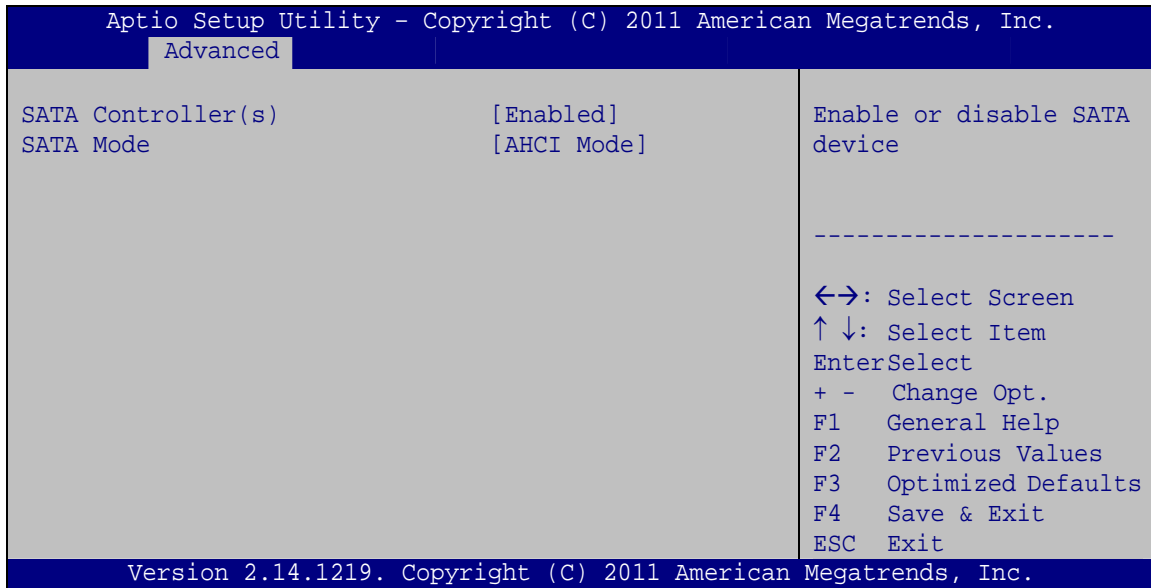 Aptio Setup Utility – Copyright (C) 2011 American Megatrends, Inc.
Advanced
SATA Controller(s) [Enabled]
SATA Mode [AHCI Mode]
Enable or disable SATA
device
---------------------
←→: Select Screen
↑ ↓: Select Item
EnterSelect
+ - Change Opt.
F1 General Help
F2 Previous Values
F3 Optimized Defaults
F4 Save & Exit
ESC Exit
Version 2.14.1219. Copyright (C) 2011 American Megatrends, Inc.